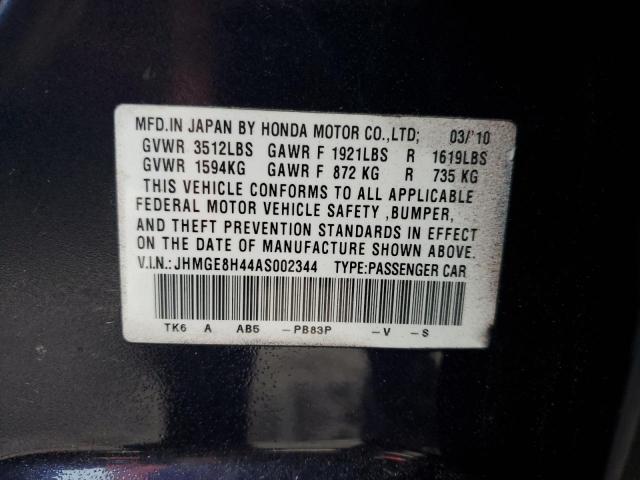 MFD.IN JAPAN BY HONDA MOTOR CO.,LTD; 03/'10
GVWR 3512LBS GAWR F 1921LBS R 1619LBS
GVWR 1594KG GAWR F 872 KG R 735 KG
THIS VEHICLE CONFORMS TO ALL APPLICABLE
FEDERAL MOTOR VEHICLE SAFETY ,BUMPER,
AND THEFT PREVENTION STANDARDS IN EFFECT
ON THE DATE OF MANUFACTURE SHOWN ABOVE.
V.I.N.:JHMGE8H44AS002344 TYPE:PASSENGER CAR
TK6 A AB5 -PB83P -V -S